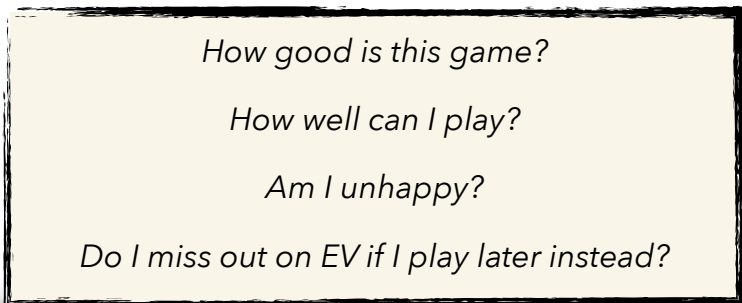 How good is this game?
How well can I play?
Am I unhappy?
Do I miss out on EV if I play later instead?